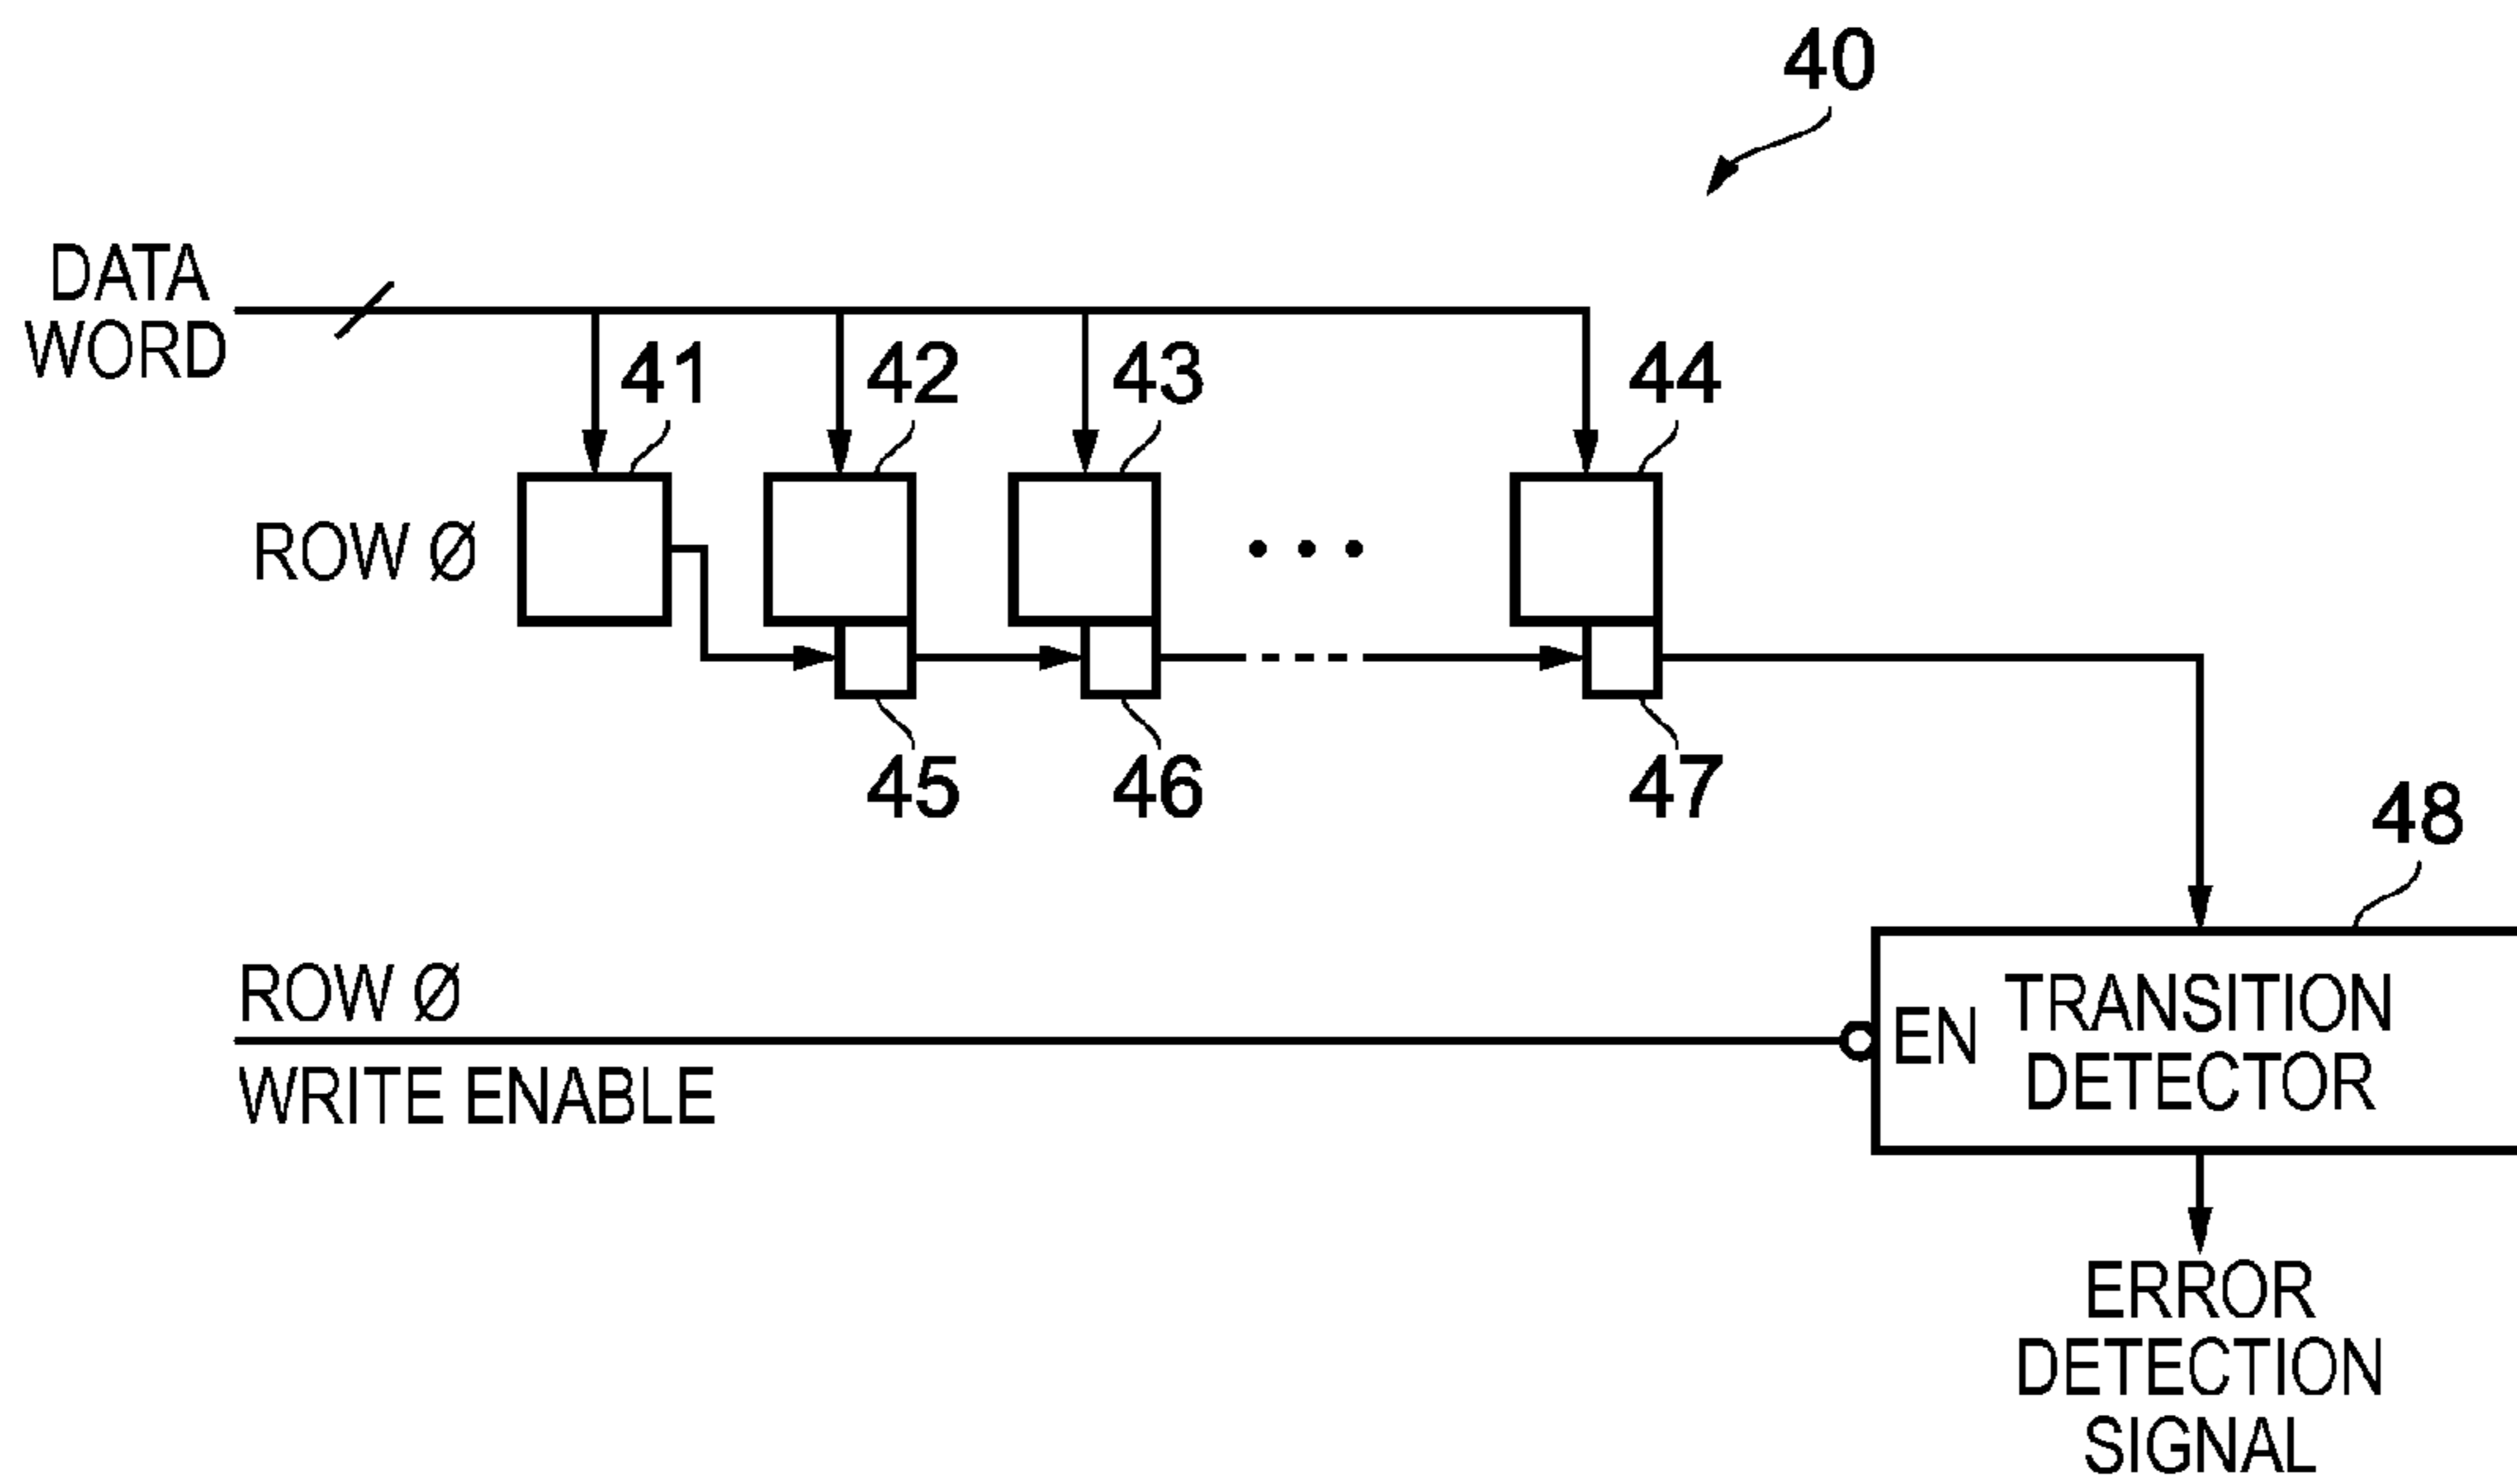 40
DATA
WORD
41
42
43
44
ROW Ø
45
46
47
48
ROW Ø
WRITE ENABLE
EN
TRANSITION
DETECTOR
ERROR
DETECTION
SIGNAL